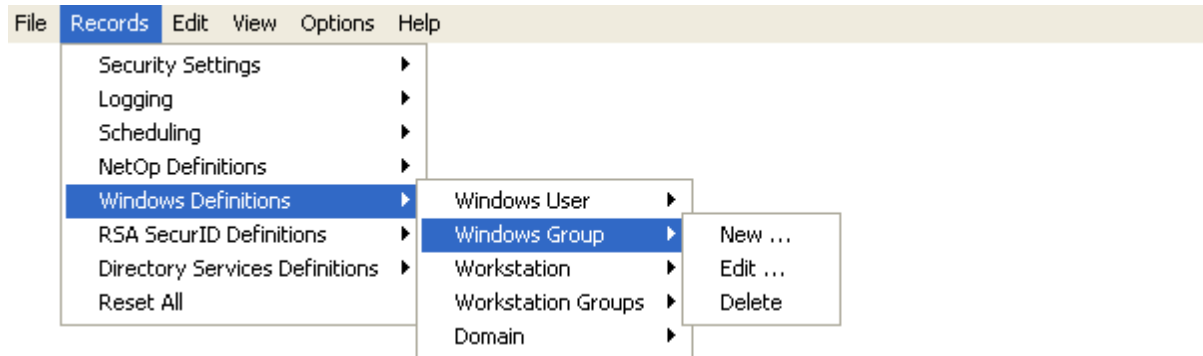 File Records Edit View Options Help
Security Settings
Logging
Scheduling
NetOp Definitions
Windows Definitions
RSA SecurID Definitions
Directory Services Definitions
Reset All
Windows User
Windows Group
Workstation
Workstation Groups
Domain
New ...
Edit ...
Delete